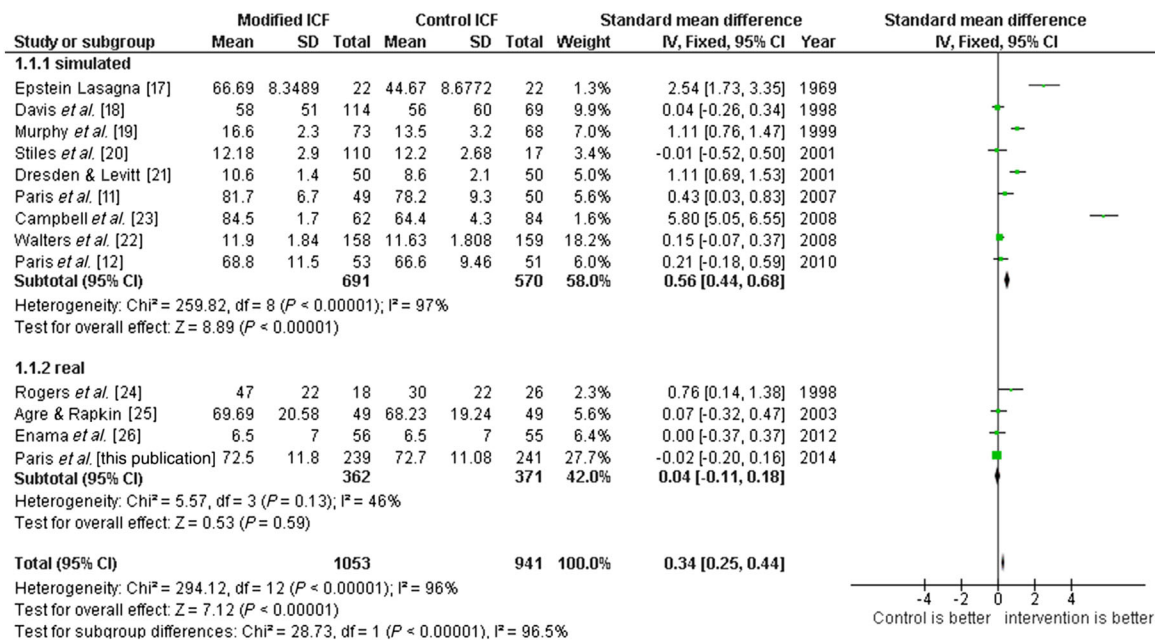 Modified ICF Control ICF Standard mean difference Standard mean difference
Study or subgroup Mean SD Total Mean SD Total Weight IV, Fixed, 95% CI Year IV, Fixed, 95% CI
1.1.1 simulated
Epstein Lasagna [17] 66.69 8.3489 22 44.67 8.6772 22 1.3% 2.54 [1.73, 3.35] 1969
Davis et al. [18] 58 51 114 56 60 69 9.9% 0.04 [-0.26, 0.34] 1998
Murphy et al. [19] 16.6 2.3 73 13.5 3.2 68 7.0% 1.11 [0.76, 1.47] 1999
Stiles et al. [20] 12.18 2.9 110 12.2 2.68 17 3.4% -0.01 [-0.52, 0.50] 2001
Dresden & Levitt [21] 10.6 1.4 50 8.6 2.1 50 5.0% 1.11 [0.69, 1.53] 2001
Paris et al. [11] 81.7 6.7 49 78.2 9.3 50 5.6% 0.43 [0.03, 0.83] 2007
Campbell et al. [23] 84.5 1.7 62 64.4 4.3 84 1.6% 5.80 [5.05, 6.55] 2008
Walters et al. [22] 11.9 1.84 158 11.63 1.808 159 18.2% 0.15 [-0.07, 0.37] 2008
Paris et al. [12] 68.8 11.5 53 66.6 9.46 51 6.0% 0.21 [-0.18, 0.59] 2010
Subtotal (95% CI) 691 570 58.0% 0.56 [0.44, 0.68]
Heterogeneity: Chi² = 259.82, df = 8 (P < 0.00001); I² = 97%
Test for overall effect: Z = 8.89 (P < 0.00001)
1.1.2 real
Rogers et al. [24] 47 22 18 30 22 26 2.3% 0.76 [0.14, 1.38] 1998
Agre & Rapkin [25] 69.69 20.58 49 68.23 19.24 49 5.6% 0.07 [-0.32, 0.47] 2003
Enama et al. [26] 6.5 7 56 6.5 7 55 6.4% 0.00 [-0.37, 0.37] 2012
Paris et al. [this publication] 72.5 11.8 239 72.7 11.08 241 27.7% -0.02 [-0.20, 0.16] 2014
Subtotal (95% CI) 362 371 42.0% 0.04 [-0.11, 0.18]
Heterogeneity: Chi² = 5.57, df = 3 (P = 0.13); I² = 46%
Test for overall effect: Z = 0.53 (P = 0.59)
Total (95% CI) 1053 941 100.0% 0.34 [0.25, 0.44]
Heterogeneity: Chi² = 294.12, df = 12 (P < 0.00001); I² = 96%
Test for overall effect: Z = 7.12 (P < 0.00001)
Test for subgroup differences: Chi² = 28.73, df = 1 (P < 0.00001), I² = 96.5%
-4 -2 0 2 4
Control is better intervention is better